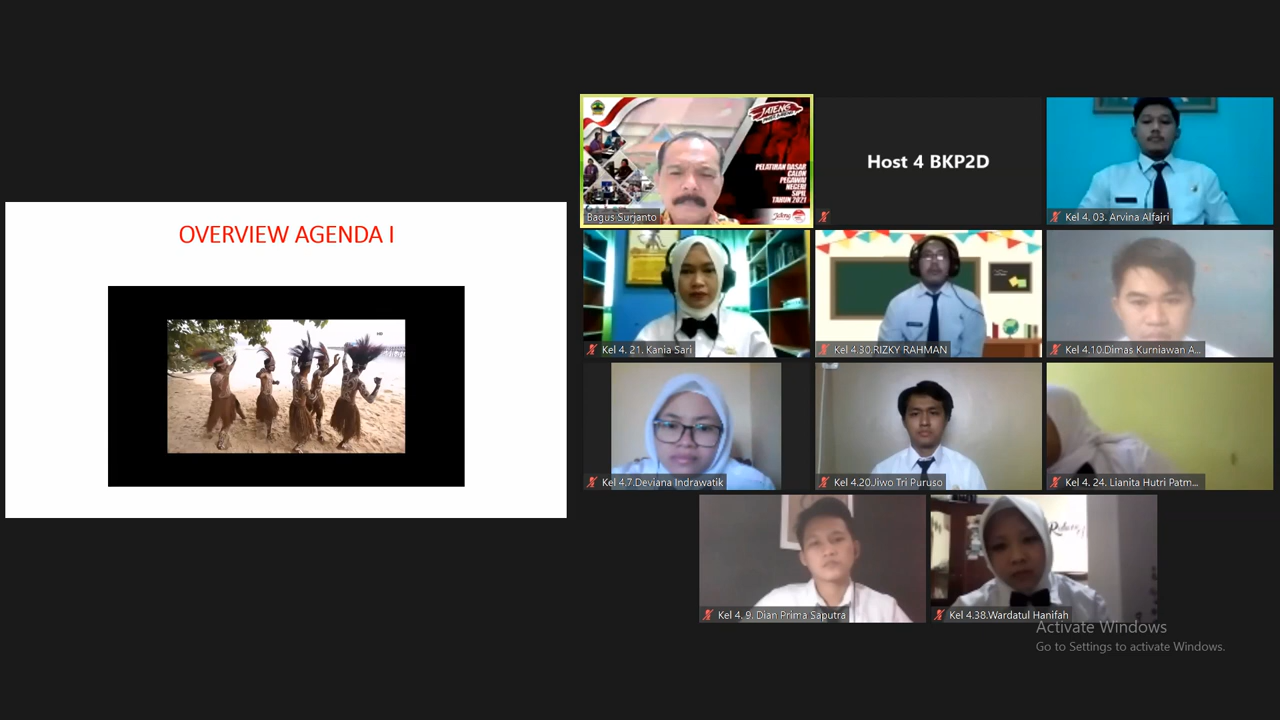 OVERVIEW AGENDA I
JATENG
PELATIHAN DASAR
CALON
PEGAWAI
NEGERI
SIPIL
TAHUN 2021
Jateng
Bagus Surjanto
Host 4 BKP2D
Kel 4. 03. Arvina Alfajri
Kel 4. 21. Kania Sari
Kel 4.30.RIZKY RAHMAN
Kel 4.10.Dimas Kurniawan A...
Kel 4.7.Deviana Indrawatik
Kel 4.20.Jiwo Tri Puruso
Kel 4. 24. Lianita Hutri Patm...
Kel 4. 9. Dian Prima Saputra
Kel 4.38.Wardatul Hanifah
Activate Windows
Go to Settings to activate Windows.